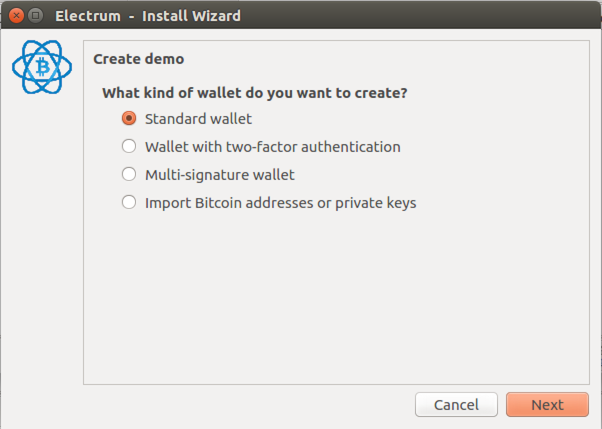 Electrum - Install Wizard
Create demo
What kind of wallet do you want to create?
Standard wallet
Wallet with two-factor authentication
Multi-signature wallet
Import Bitcoin addresses or private keys
Cancel
Next